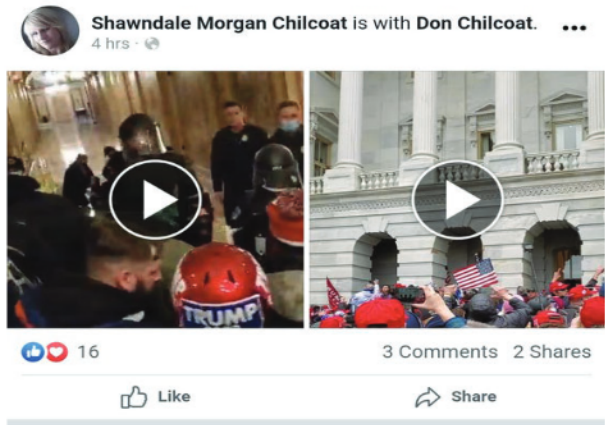 Shawndale Morgan Chilcoat is with Don Chilcoat.
4 hrs ·
TRUMP
16
3 Comments 2 Shares
Like
Share